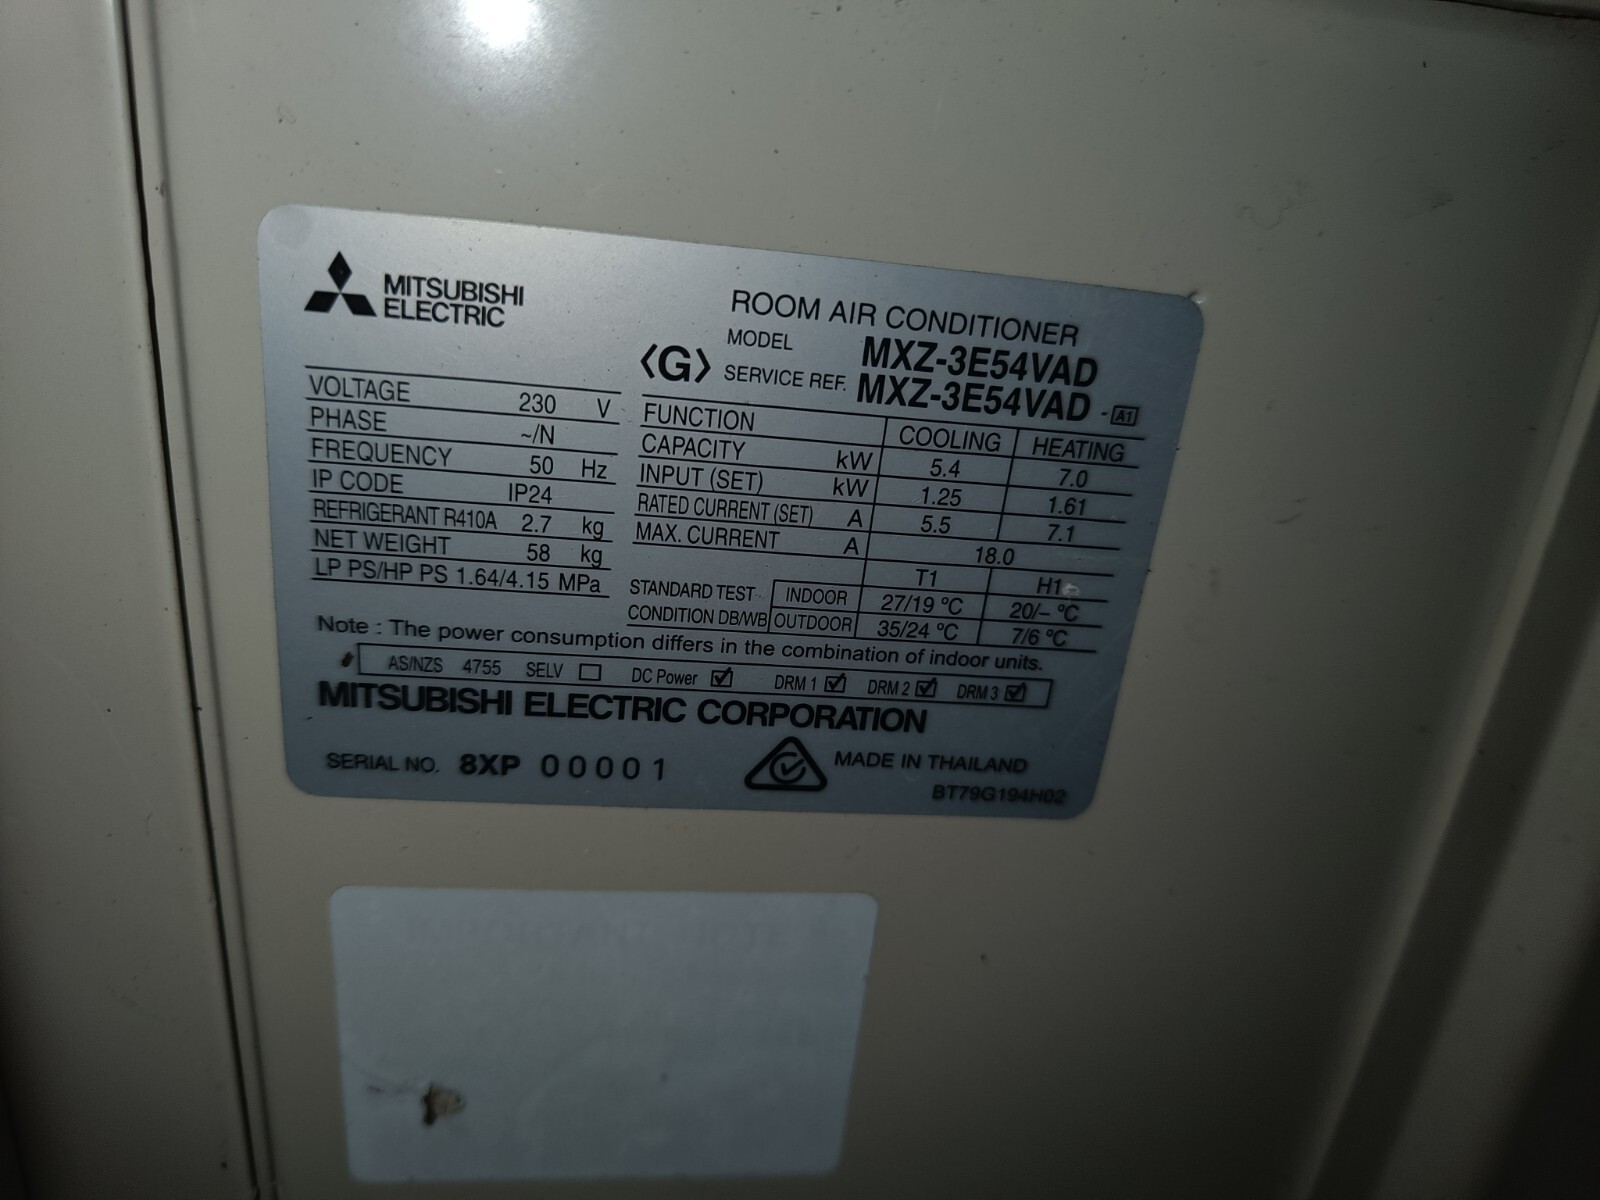 MITSUBISHI
ELECTRIC
ROOM AIR CONDITIONER
<G> MODEL MXZ-3E54VAD
SERVICE REF. MXZ-3E54VAD - A1
VOLTAGE 230 V
PHASE ~/N
FREQUENCY 50 Hz
IP CODE IP24
REFRIGERANT R410A 2.7 kg
NET WEIGHT 58 kg
LP PS/HP PS 1.64/4.15 MPa
FUNCTION COOLING HEATING
CAPACITY kW 5.4 7.0
INPUT (SET) kW 1.25 1.61
RATED CURRENT (SET) A 5.5 7.1
MAX. CURRENT A 18.0
T1 H1
STANDARD TEST INDOOR 27/19 °C 20/– °C
CONDITION DB/WB OUTDOOR 35/24 °C 7/6 °C
Note : The power consumption differs in the combination of indoor units.
AS/NZS 4755 SELV ☐ DC Power ☑ DRM 1 ☑ DRM 2 ☑ DRM 3 ☑
MITSUBISHI ELECTRIC CORPORATION
SERIAL NO. 8XP 00001
MADE IN THAILAND
BT79G194H02